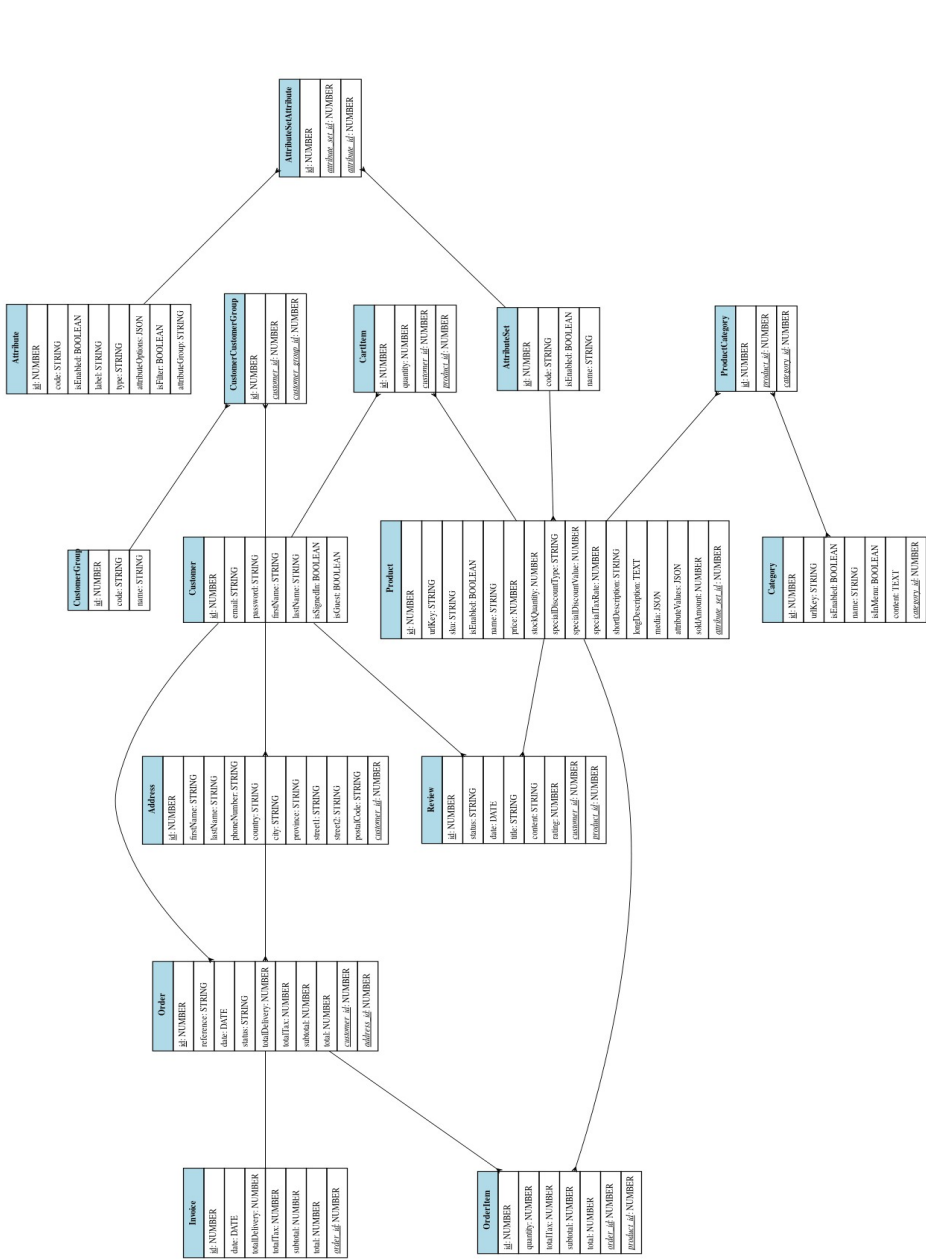 AttributeSetAttribute
id: NUMBER
attribute_set_id: NUMBER
attribute_id: NUMBER
Attribute
id: NUMBER
code: STRING
isEnabled: BOOLEAN
label: STRING
type: STRING
attributeOptions: JSON
isFilter: BOOLEAN
attributeGroup: STRING
CustomerCustomerGroup
id: NUMBER
customer_id: NUMBER
customer_group_id: NUMBER
CartItem
id: NUMBER
quantity: NUMBER
customer_id: NUMBER
product_id: NUMBER
AttributeSet
id: NUMBER
code: STRING
isEnabled: BOOLEAN
name: STRING
ProductCategory
id: NUMBER
product_id: NUMBER
category_id: NUMBER
CustomerGroup
id: NUMBER
code: STRING
name: STRING
Customer
id: NUMBER
email: STRING
password: STRING
firstName: STRING
lastName: STRING
isSignedIn: BOOLEAN
isGuest: BOOLEAN
Product
id: NUMBER
urlKey: STRING
sku: STRING
isEnabled: BOOLEAN
name: STRING
price: NUMBER
stockQuantity: NUMBER
specialDiscountType: STRING
specialDiscountValue: NUMBER
specialTaxRate: NUMBER
shortDescription: STRING
longDescription: TEXT
media: JSON
attributeValues: JSON
soldAmount: NUMBER
attribute_set_id: NUMBER
Category
id: NUMBER
urlKey: STRING
isEnabled: BOOLEAN
name: STRING
isInMenu: BOOLEAN
content: TEXT
category_id: NUMBER
Address
id: NUMBER
firstName: STRING
lastName: STRING
phoneNumber: STRING
country: STRING
city: STRING
province: STRING
street1: STRING
street2: STRING
postalCode: STRING
customer_id: NUMBER
Review
id: NUMBER
status: STRING
date: DATE
title: STRING
content: STRING
rating: NUMBER
customer_id: NUMBER
product_id: NUMBER
Order
id: NUMBER
reference: STRING
date: DATE
status: STRING
totalDelivery: NUMBER
totalTax: NUMBER
subtotal: NUMBER
total: NUMBER
customer_id: NUMBER
address_id: NUMBER
Invoice
id: NUMBER
date: DATE
totalDelivery: NUMBER
totalTax: NUMBER
subtotal: NUMBER
total: NUMBER
order_id: NUMBER
OrderItem
id: NUMBER
quantity: NUMBER
totalTax: NUMBER
subtotal: NUMBER
total: NUMBER
order_id: NUMBER
product_id: NUMBER